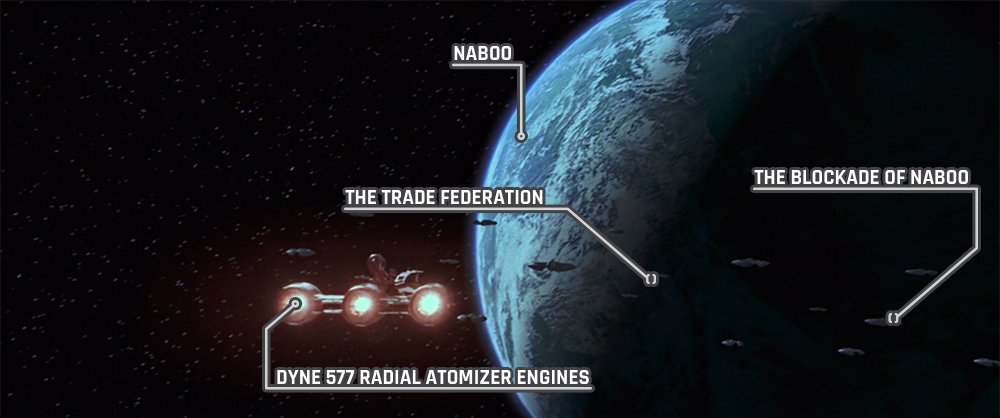 NABOO
THE BLOCKADE OF NABOO
THE TRADE FEDERATION
DYNE 577 RADIAL ATOMIZER ENGINES